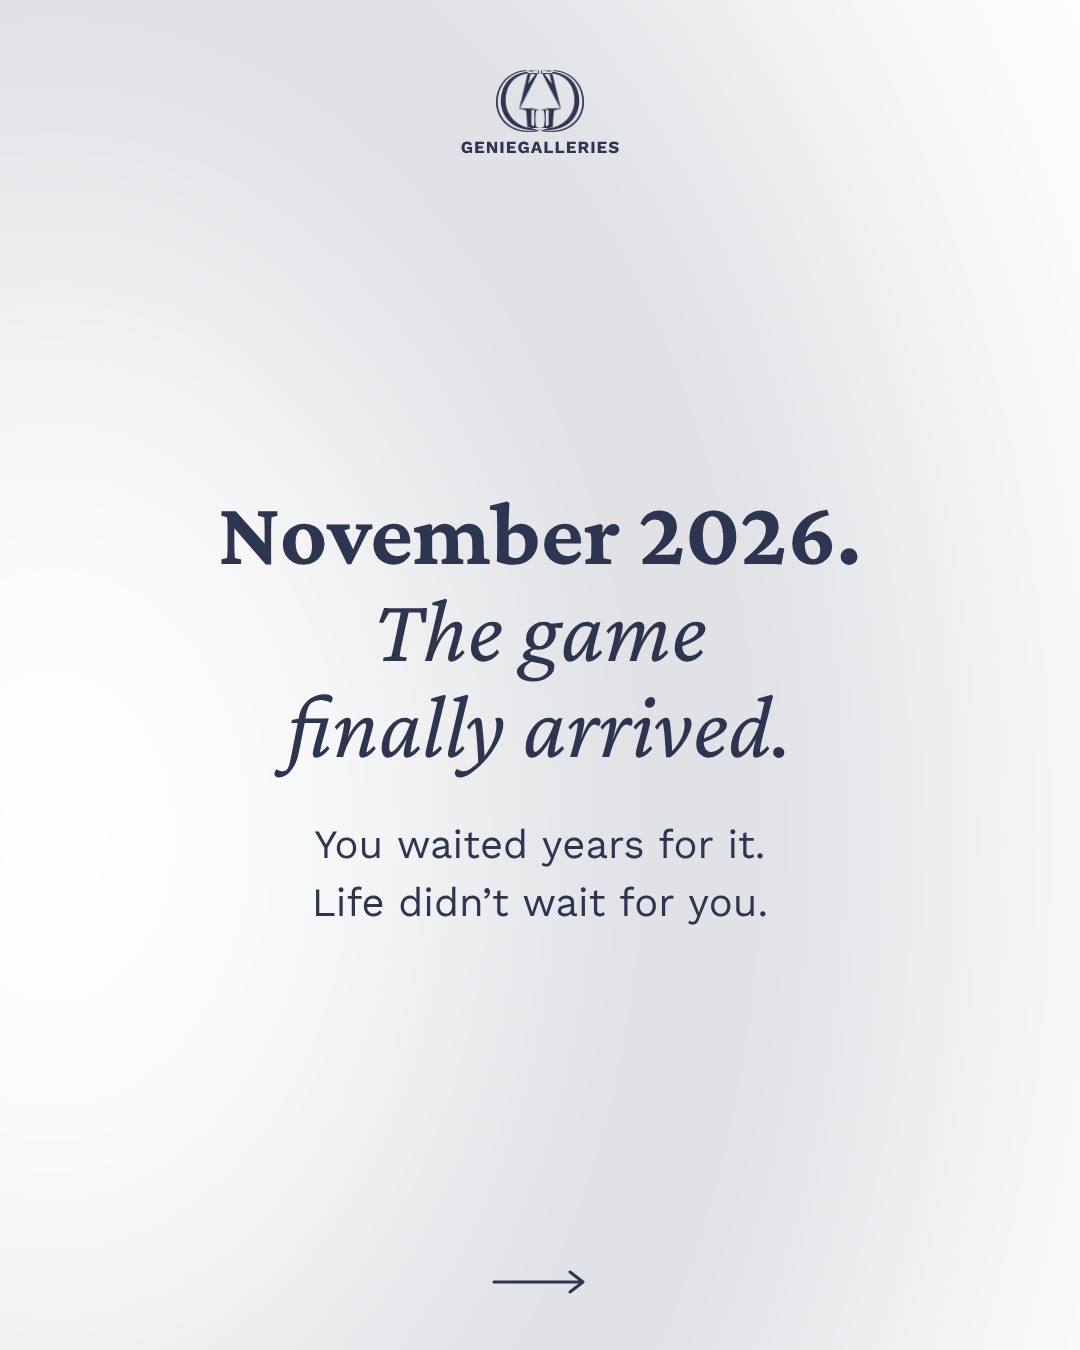 GENIEGALLERIES
November 2026.
The game
finally arrived.
You waited years for it.
Life didn’t wait for you.